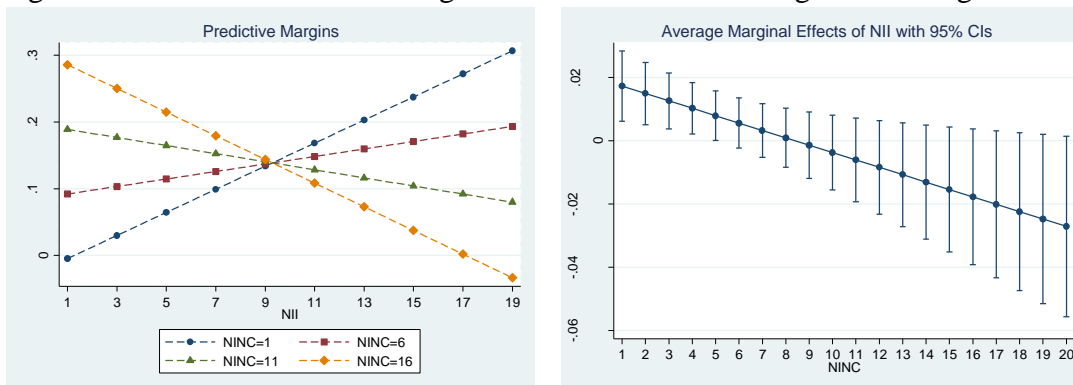 Predictive Margins
.3
.2
.1
0
1 3 5 7 9 11 13 15 17 19
NII
NINC=1 NINC=6
NINC=11 NINC=16
Average Marginal Effects of NII with 95% CIs
.02
0
-.02
-.04
-.06
1 2 3 4 5 6 7 8 9 10 11 12 13 14 15 16 17 18 19 20
NINC